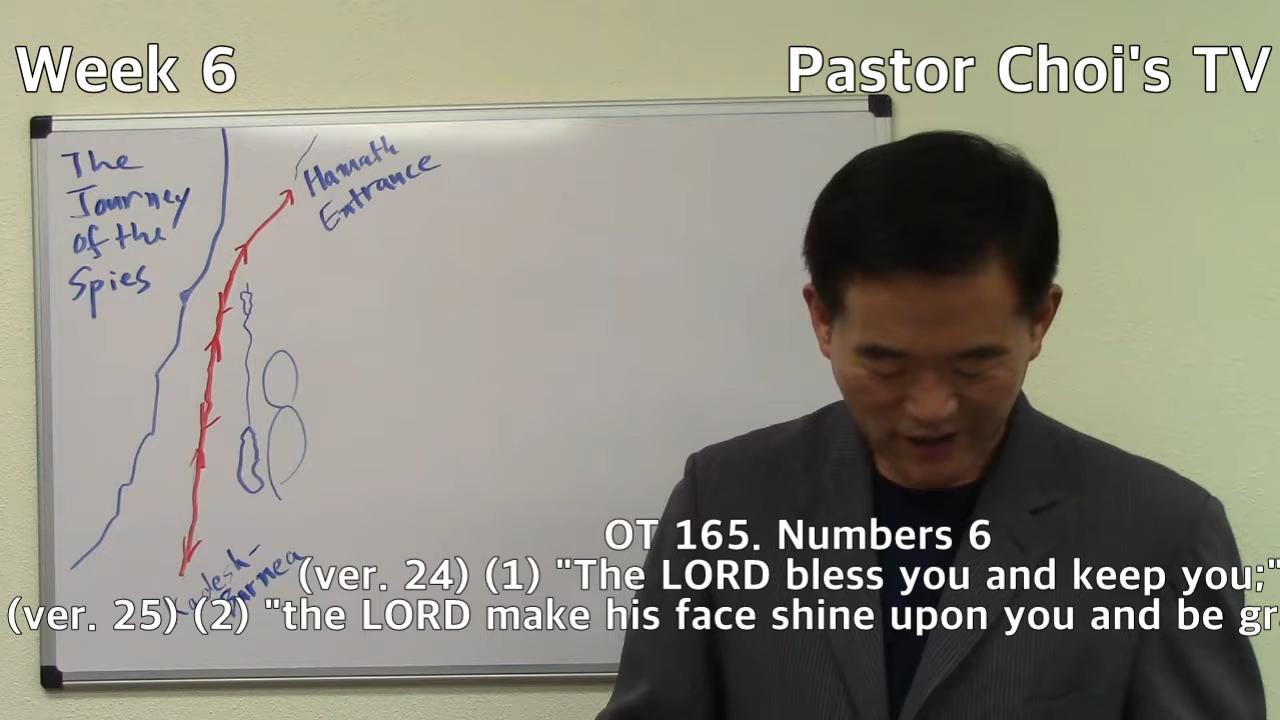 Week 6
Pastor Choi's TV
The
Journey
of the
Spies
Hamath
Entrance
Kadesh-
Barnea
OT 165. Numbers 6
(ver. 24) (1) "The LORD bless you and keep you;"
(ver. 25) (2) "the LORD make his face shine upon you and be gr